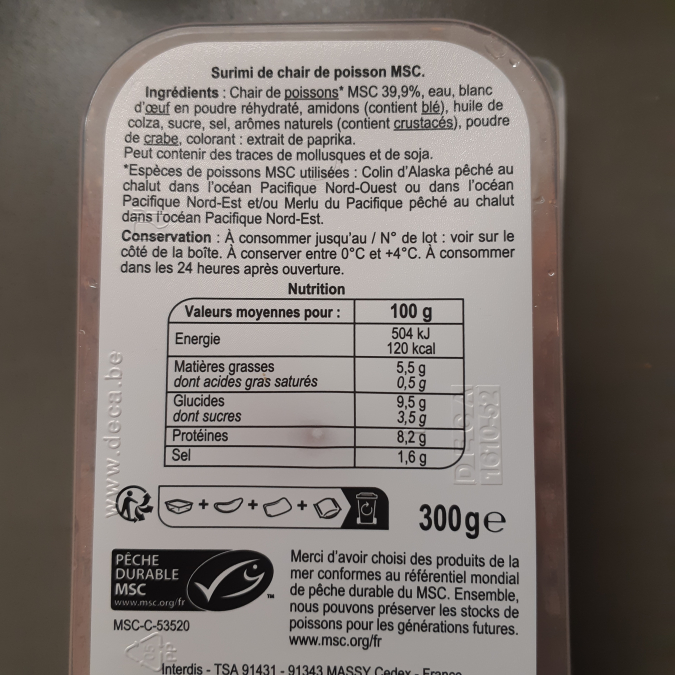 Surimi de chair de poisson MSC.
Ingrédients : Chair de poissons* MSC 39,9%, eau, blanc
d'œuf en poudre réhydraté, amidons (contient blé), huile de
colza, sucre, sel, arômes naturels (contient crustacés), poudre
de crabe, colorant : extrait de paprika.
Peut contenir des traces de mollusques et de soja.
*Espèces de poissons MSC utilisées : Colin d'Alaska pêché au
chalut dans l'océan Pacifique Nord-Ouest ou dans l'océan
Pacifique Nord-Est et/ou Merlu du Pacifique pêché au chalut
dans l'océan Pacifique Nord-Est.
Conservation : À consommer jusqu'au / N° de lot : voir sur le
côté de la boîte. À conserver entre 0°C et +4°C. À consommer
dans les 24 heures après ouverture.
Nutrition
Valeurs moyennes pour : 100 g
Energie 504 kJ
120 kcal
Matières grasses 5,5 g
dont acides gras saturés 0,5 g
Glucides 9,5 g
dont sucres 3,5 g
Protéines 8,2 g
Sel 1,6 g
www.deca.be
300g e
PÊCHE
DURABLE
MSC
www.msc.org/fr
TM
MSC-C-53520
Merci d'avoir choisi des produits de la
mer conformes au référentiel mondial
de pêche durable du MSC. Ensemble,
nous pouvons préserver les stocks de
poissons pour les générations futures.
www.msc.org/fr
Interdis - TSA 91431 - 91343 MASSY Cedex - France